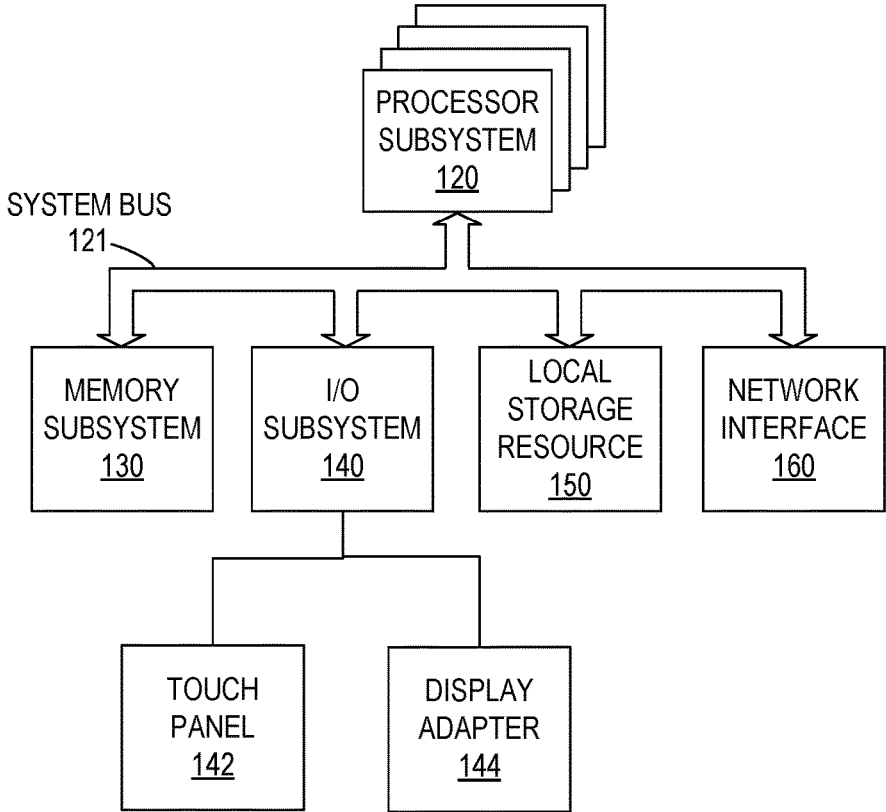 PROCESSOR
SUBSYSTEM
120
SYSTEM BUS
121
MEMORY
SUBSYSTEM
130
I/O
SUBSYSTEM
140
LOCAL
STORAGE
RESOURCE
150
NETWORK
INTERFACE
160
TOUCH
PANEL
142
DISPLAY
ADAPTER
144